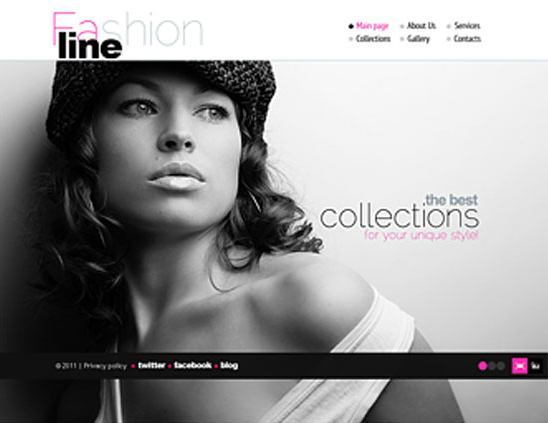 Fashion
line
Main page About Us Services
Collections Gallery Contacts
.the best
collections
for your unique style!
©2011 | Privacy policy twitter facebook blog